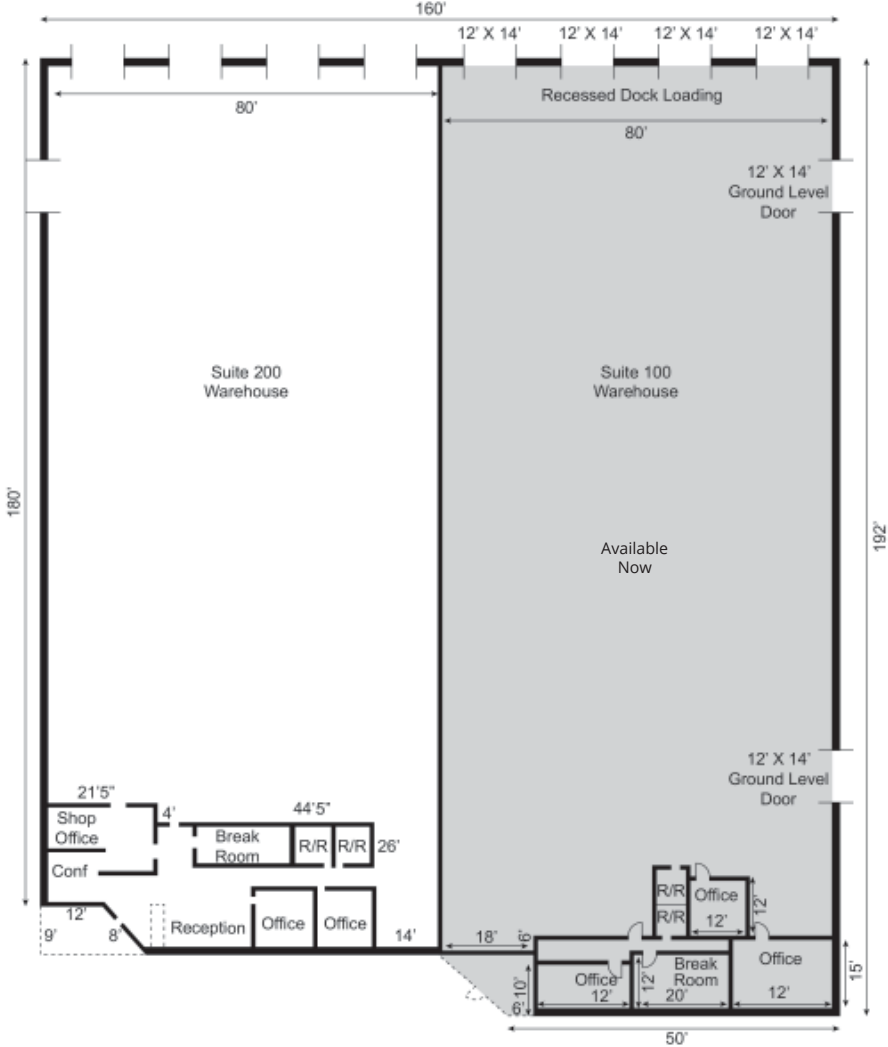 160'
12' X 14'
12' X 14'
12' X 14'
12' X 14'
Recessed Dock Loading
80'
80'
12' X 14'
Ground Level
Door
Suite 200
Warehouse
Suite 100
Warehouse
180'
192'
Available
Now
12' X 14'
Ground Level
Door
21'5"
4'
44'5"
Shop
Office
Break
Room
R/R
R/R
26'
Conf
R/R
Office
12'
12'
R/R
12'
9'
8'
Reception
Office
Office
14'
18'
6'
Office
12'
10'
6'
12'
Break
Room
20'
Office
12'
15'
50'